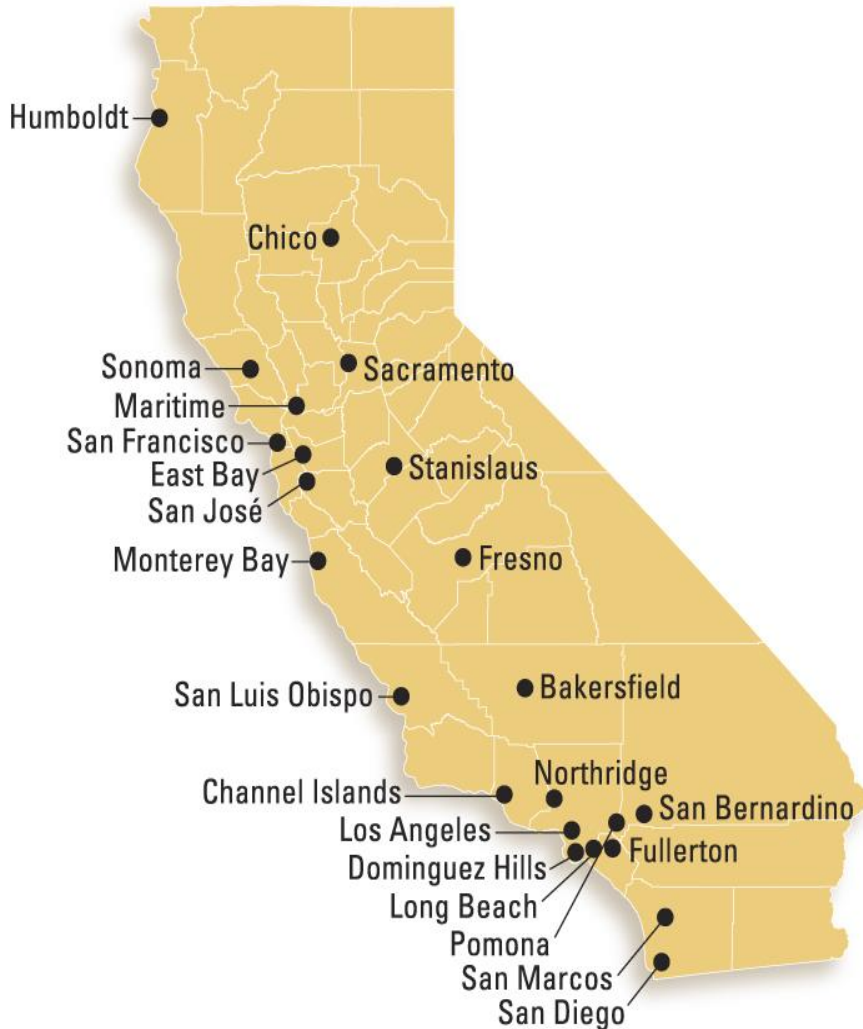 Humboldt
Chico
Sonoma
Sacramento
Maritime
San Francisco
East Bay
Stanislaus
San José
Monterey Bay
Fresno
San Luis Obispo
Bakersfield
Northridge
Channel Islands
San Bernardino
Los Angeles
Fullerton
Dominguez Hills
Long Beach
Pomona
San Marcos
San Diego